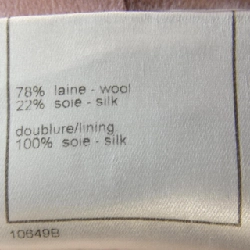 78% laine - wool
22% soie - silk
doublure/lining
100% soie - silk
10649B